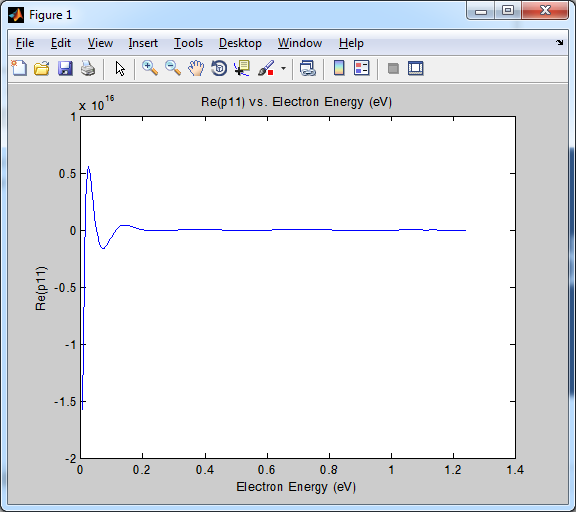 Figure 1
File Edit View Insert Tools Desktop Window Help
Re(p11) vs. Electron Energy (eV)
x 10^16
1
0.5
0
-0.5
-1
-1.5
-2
Re(p11)
0 0.2 0.4 0.6 0.8 1 1.2 1.4
Electron Energy (eV)